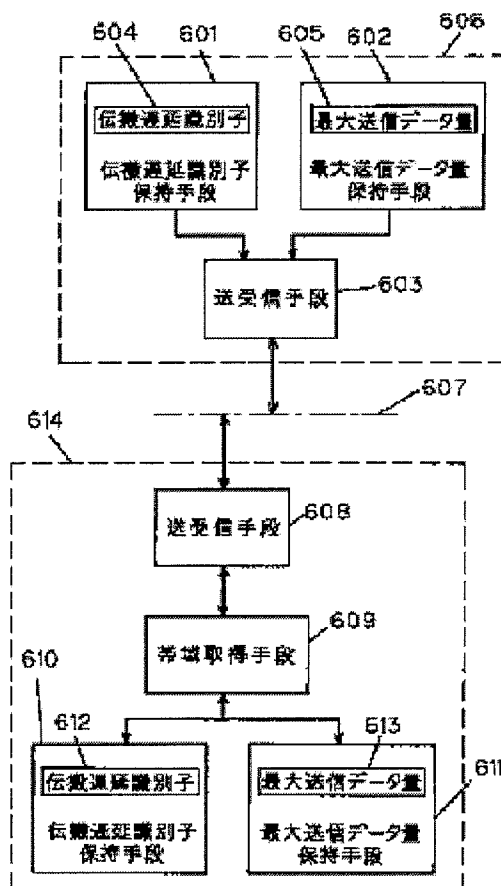 604
601
605
602
606
伝搬遅延識別子
伝搬遅延識別子
保持手段
最大送信データ量
最大送信データ量
保持手段
送受信手段
603
607
614
送受信手段
608
帯域取得手段
609
610
612
伝搬遅延識別子
伝搬遅延識別子
保持手段
613
最大送信データ量
最大送信データ量
保持手段
611